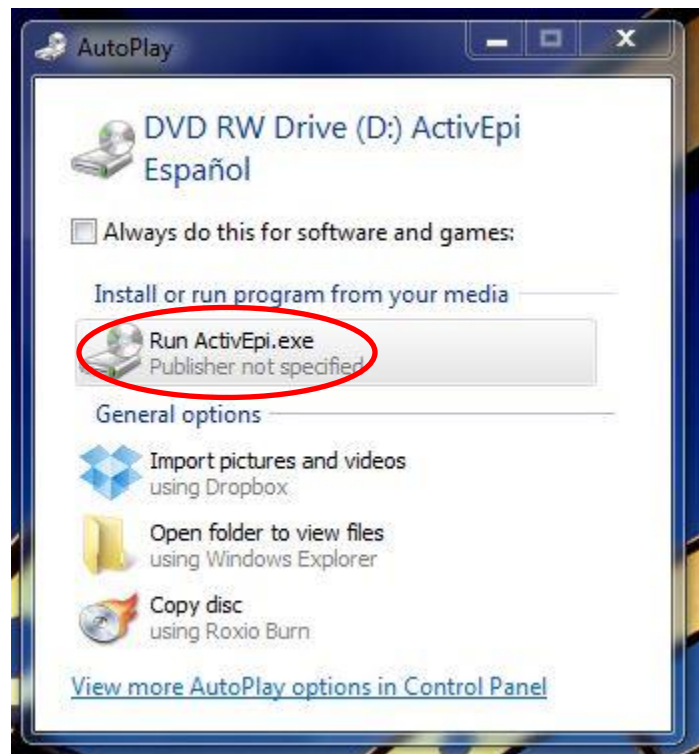 AutoPlay
DVD RW Drive (D:) ActivEpi
Español
Always do this for software and games:
Install or run program from your media
Run ActivEpi.exe
Publisher not specified
General options
Import pictures and videos
using Dropbox
Open folder to view files
using Windows Explorer
Copy disc
using Roxio Burn
View more AutoPlay options in Control Panel